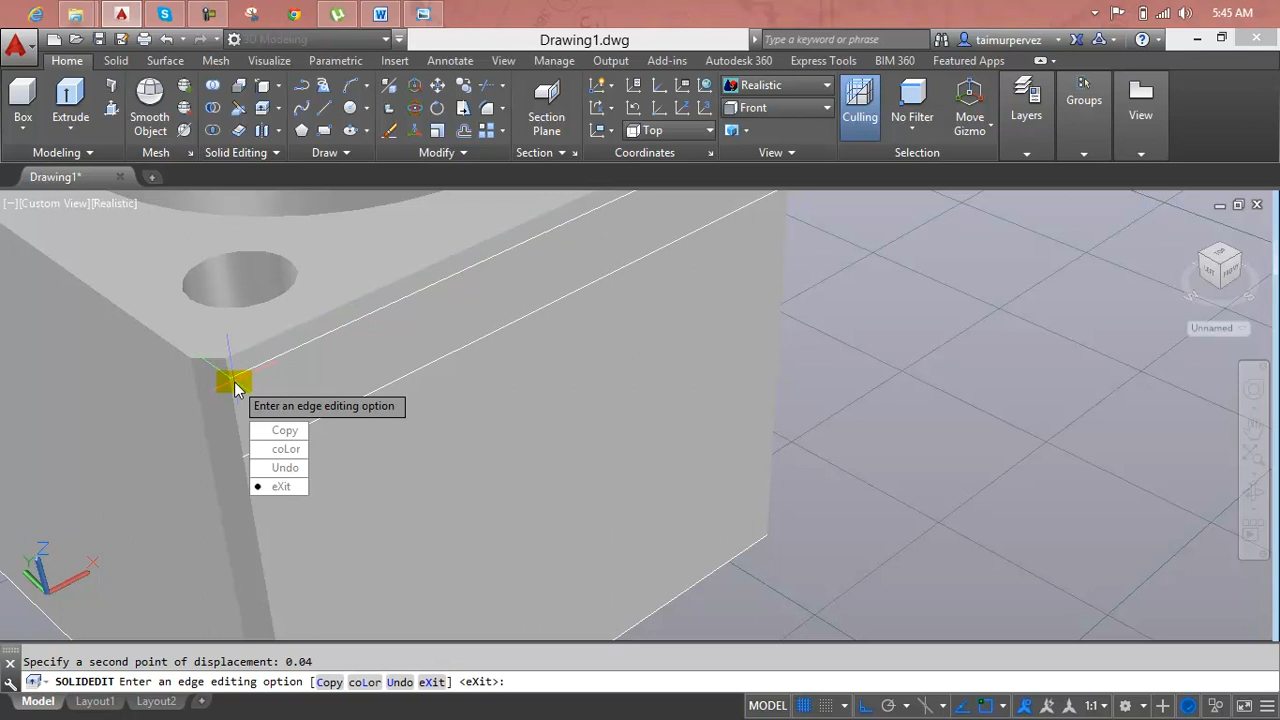 5:45 AM
3D Modeling
Drawing1.dwg
Type a keyword or phrase
taimurpervez
Home Solid Surface Mesh Visualize Parametric Insert Annotate View Manage Output Add-ins Autodesk 360 Express Tools BIM 360 Featured Apps
Box
Extrude
Smooth
Object
Section
Plane
Realistic
Front
Top
Culling
No Filter
Move
Gizmo
Layers
Groups
View
Modeling Mesh Solid Editing Draw Modify Section Coordinates View Selection
Drawing1*
[−][Custom View][Realistic]
TOP
LEFT
FRONT
Unnamed
Enter an edge editing option
Copy
coLor
Undo
eXit
Z
Y
X
Specify a second point of displacement: 0.04
SOLIDEDIT Enter an edge editing option [Copy coLor Undo eXit] <eXit>:
Model Layout1 Layout2
MODEL
1:1